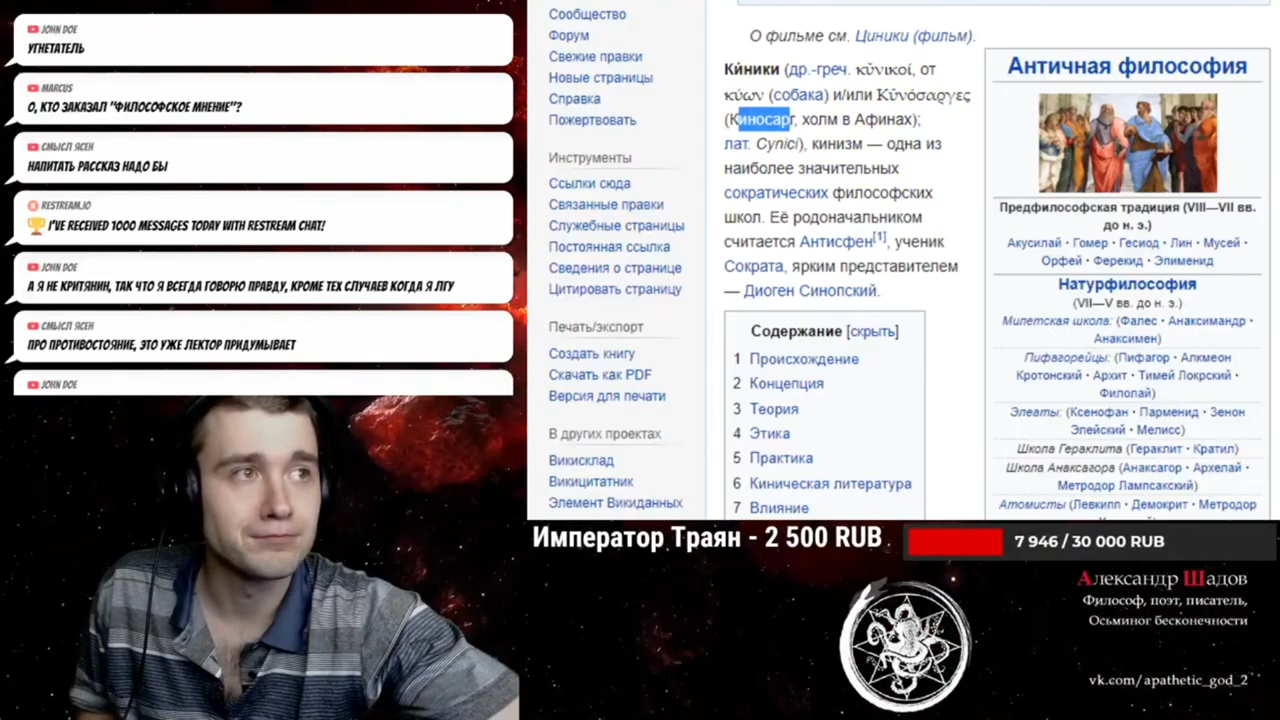 JOHN DOE
УГНЕТАТЕЛЬ
MARCUS
О, КТО ЗАКАЗАЛ "ФИЛОСОФСКОЕ МНЕНИЕ"?
СМЫСЛ ЯСЕН
НАПИТАТЬ РАССКАЗ НАДО БЫ
RESTREAM.IO
I'VE RECEIVED 1000 MESSAGES TODAY WITH RESTREAM CHAT!
JOHN DOE
А Я НЕ КРИТЯНИН, ТАК ЧТО Я ВСЕГДА ГОВОРЮ ПРАВДУ, КРОМЕ ТЕХ СЛУЧАЕВ КОГДА Я ЛГУ
СМЫСЛ ЯСЕН
ПРО ПРОТИВОСТОЯНИЕ, ЭТО УЖЕ ЛЕКТОР ПРИДУМЫВАЕТ
JOHN DOE
Сообщество
Форум
Свежие правки
Новые страницы
Справка
Пожертвовать
Инструменты
Ссылки сюда
Связанные правки
Служебные страницы
Постоянная ссылка
Сведения о странице
Цитировать страницу
Печать/экспорт
Создать книгу
Скачать как PDF
Версия для печати
В других проектах
Викисклад
Викицитатник
Элемент Викиданных
О фильме см. Циники (фильм).
Ки́ники (др.-греч. κῠνικοί, от
κύων (собака) и/или Κῠνόσαργες
(Киносарг, холм в Афинах);
лат. Cynici), кинизм — одна из
наиболее значительных
сократических философских
школ. Её родоначальником
считается Антисфен[1], ученик
Сократа, ярким представителем
— Диоген Синопский.
Содержание [скрыть]
1 Происхождение
2 Концепция
3 Теория
4 Этика
5 Практика
6 Киническая литература
7 Влияние
Античная философия
Предфилософская традиция (VIII—VII вв.
до н. э.)
Акусилай · Гомер · Гесиод · Лин · Мусей ·
Орфей · Ферекид · Эпименид
Натурфилософия
(VII—V вв. до н. э.)
Милетская школа: (Фалес · Анаксимандр ·
Анаксимен)
Пифагорейцы: (Пифагор · Алкмеон
Кротонский · Архит · Тимей Локрский ·
Филолай)
Элеаты: (Ксенофан · Парменид · Зенон
Элейский · Мелисс)
Школа Гераклита (Гераклит · Кратил)
Школа Анаксагора (Анаксагор · Архелай ·
Метродор Лампсакский)
Атомисты (Левкипп · Демокрит · Метродор
Император Траян - 2 500 RUB
7 946 / 30 000 RUB
Александр Шадов
Философ, поэт, писатель,
Осьминог бесконечности
vk.com/apathetic_god_2